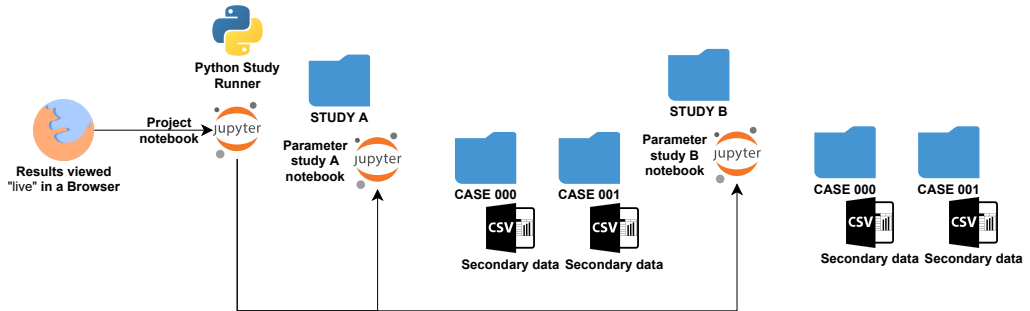 Python Study
Runner
Project
notebook
jupyter
Results viewed
"live" in a Browser
STUDY A
Parameter
study A
notebook
jupyter
CASE 000
CSV
Secondary data
CASE 001
CSV
Secondary data
STUDY B
Parameter
study B
notebook
jupyter
CASE 000
CSV
Secondary data
CASE 001
CSV
Secondary data